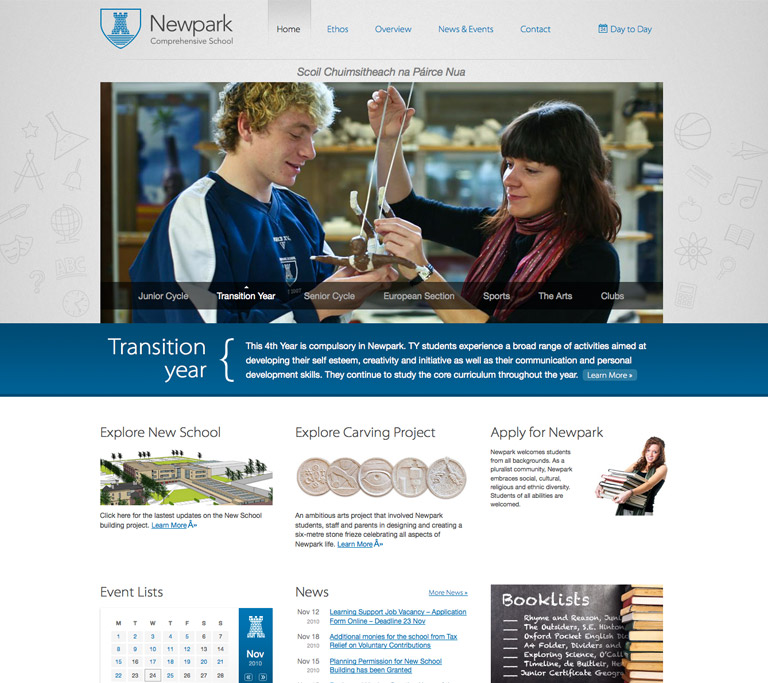 Newpark
Comprehensive School
Home
Ethos
Overview
News & Events
Contact
Day to Day
Scoil Chuimsitheach na Páirce Nua
Junior Cycle
Transition Year
Senior Cycle
European Section
Sports
The Arts
Clubs
Transition
year
{
This 4th Year is compulsory in Newpark. TY students experience a broad range of activities aimed at
developing their self esteem, creativity and initiative as well as their communication and personal
development skills. They continue to study the core curriculum throughout the year. Learn More »
Explore New School
Click here for the lastest updates on the New School
building project. Learn More Â»
Explore Carving Project
An ambitious arts project that involved Newpark
students, staff and parents in designing and creating a
six-metre stone frieze celebrating all aspects of
Newpark life. Learn More Â»
Apply for Newpark
Newpark welcomes students
from all backgrounds. As a
pluralist community, Newpark
embraces social, cultural,
religious and ethnic diversity.
Students of all abilities are
welcomed.
Event Lists
M T W T F S S
1 2 3 4 5 6 7
8 9 10 11 12 13 14
15 16 17 18 19 20 21
22 23 24 25 26 27 28
Nov
2010
News
More News »
Nov 12 Learning Support Job Vacancy – Application
2010 Form Online – Deadline 23 Nov
Nov 18 Additional monies for the school from Tax
2010 Relief on Voluntary Contributions
Nov 15 Planning Permission for New School
2010 Building has been Granted
Booklists
Rhyme and Reason, Juni
The Outsiders, S.E. Hinton
Oxford Pocket English Dic
A4 Folder, Dividers and
Exploring Science, O'Call
Timeline, de Buitleir, He
Junior Certificate Geogra